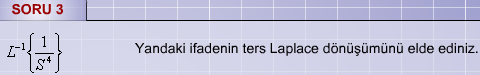 SORU 3
L⁻¹{1/S⁴} Yandaki ifadenin ters Laplace dönüşümünü elde ediniz.